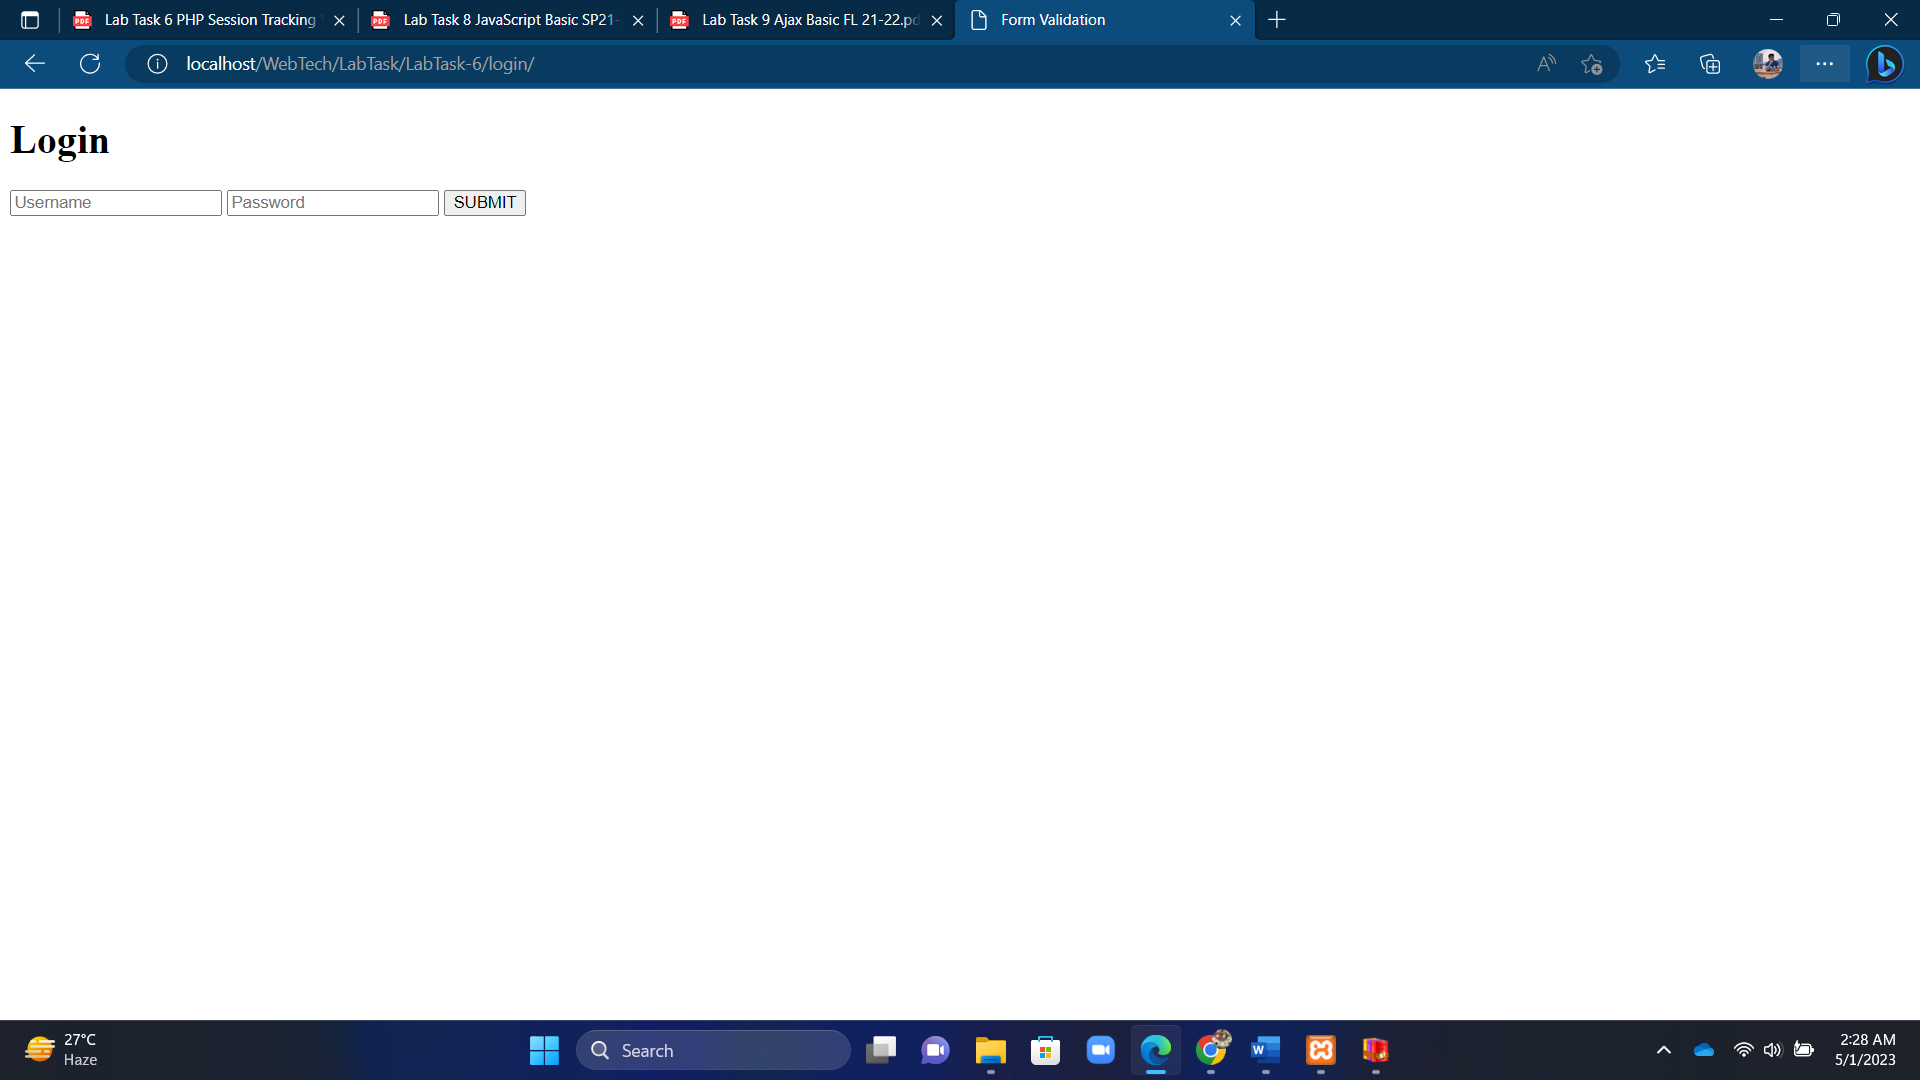 Lab Task 6 PHP Session Tracking
Lab Task 8 JavaScript Basic SP21-
Lab Task 9 Ajax Basic FL 21-22.pd
Form Validation
localhost/WebTech/LabTask/LabTask-6/login/
Login
Username
Password
SUBMIT
27°C
Haze
Search
2:28 AM
5/1/2023